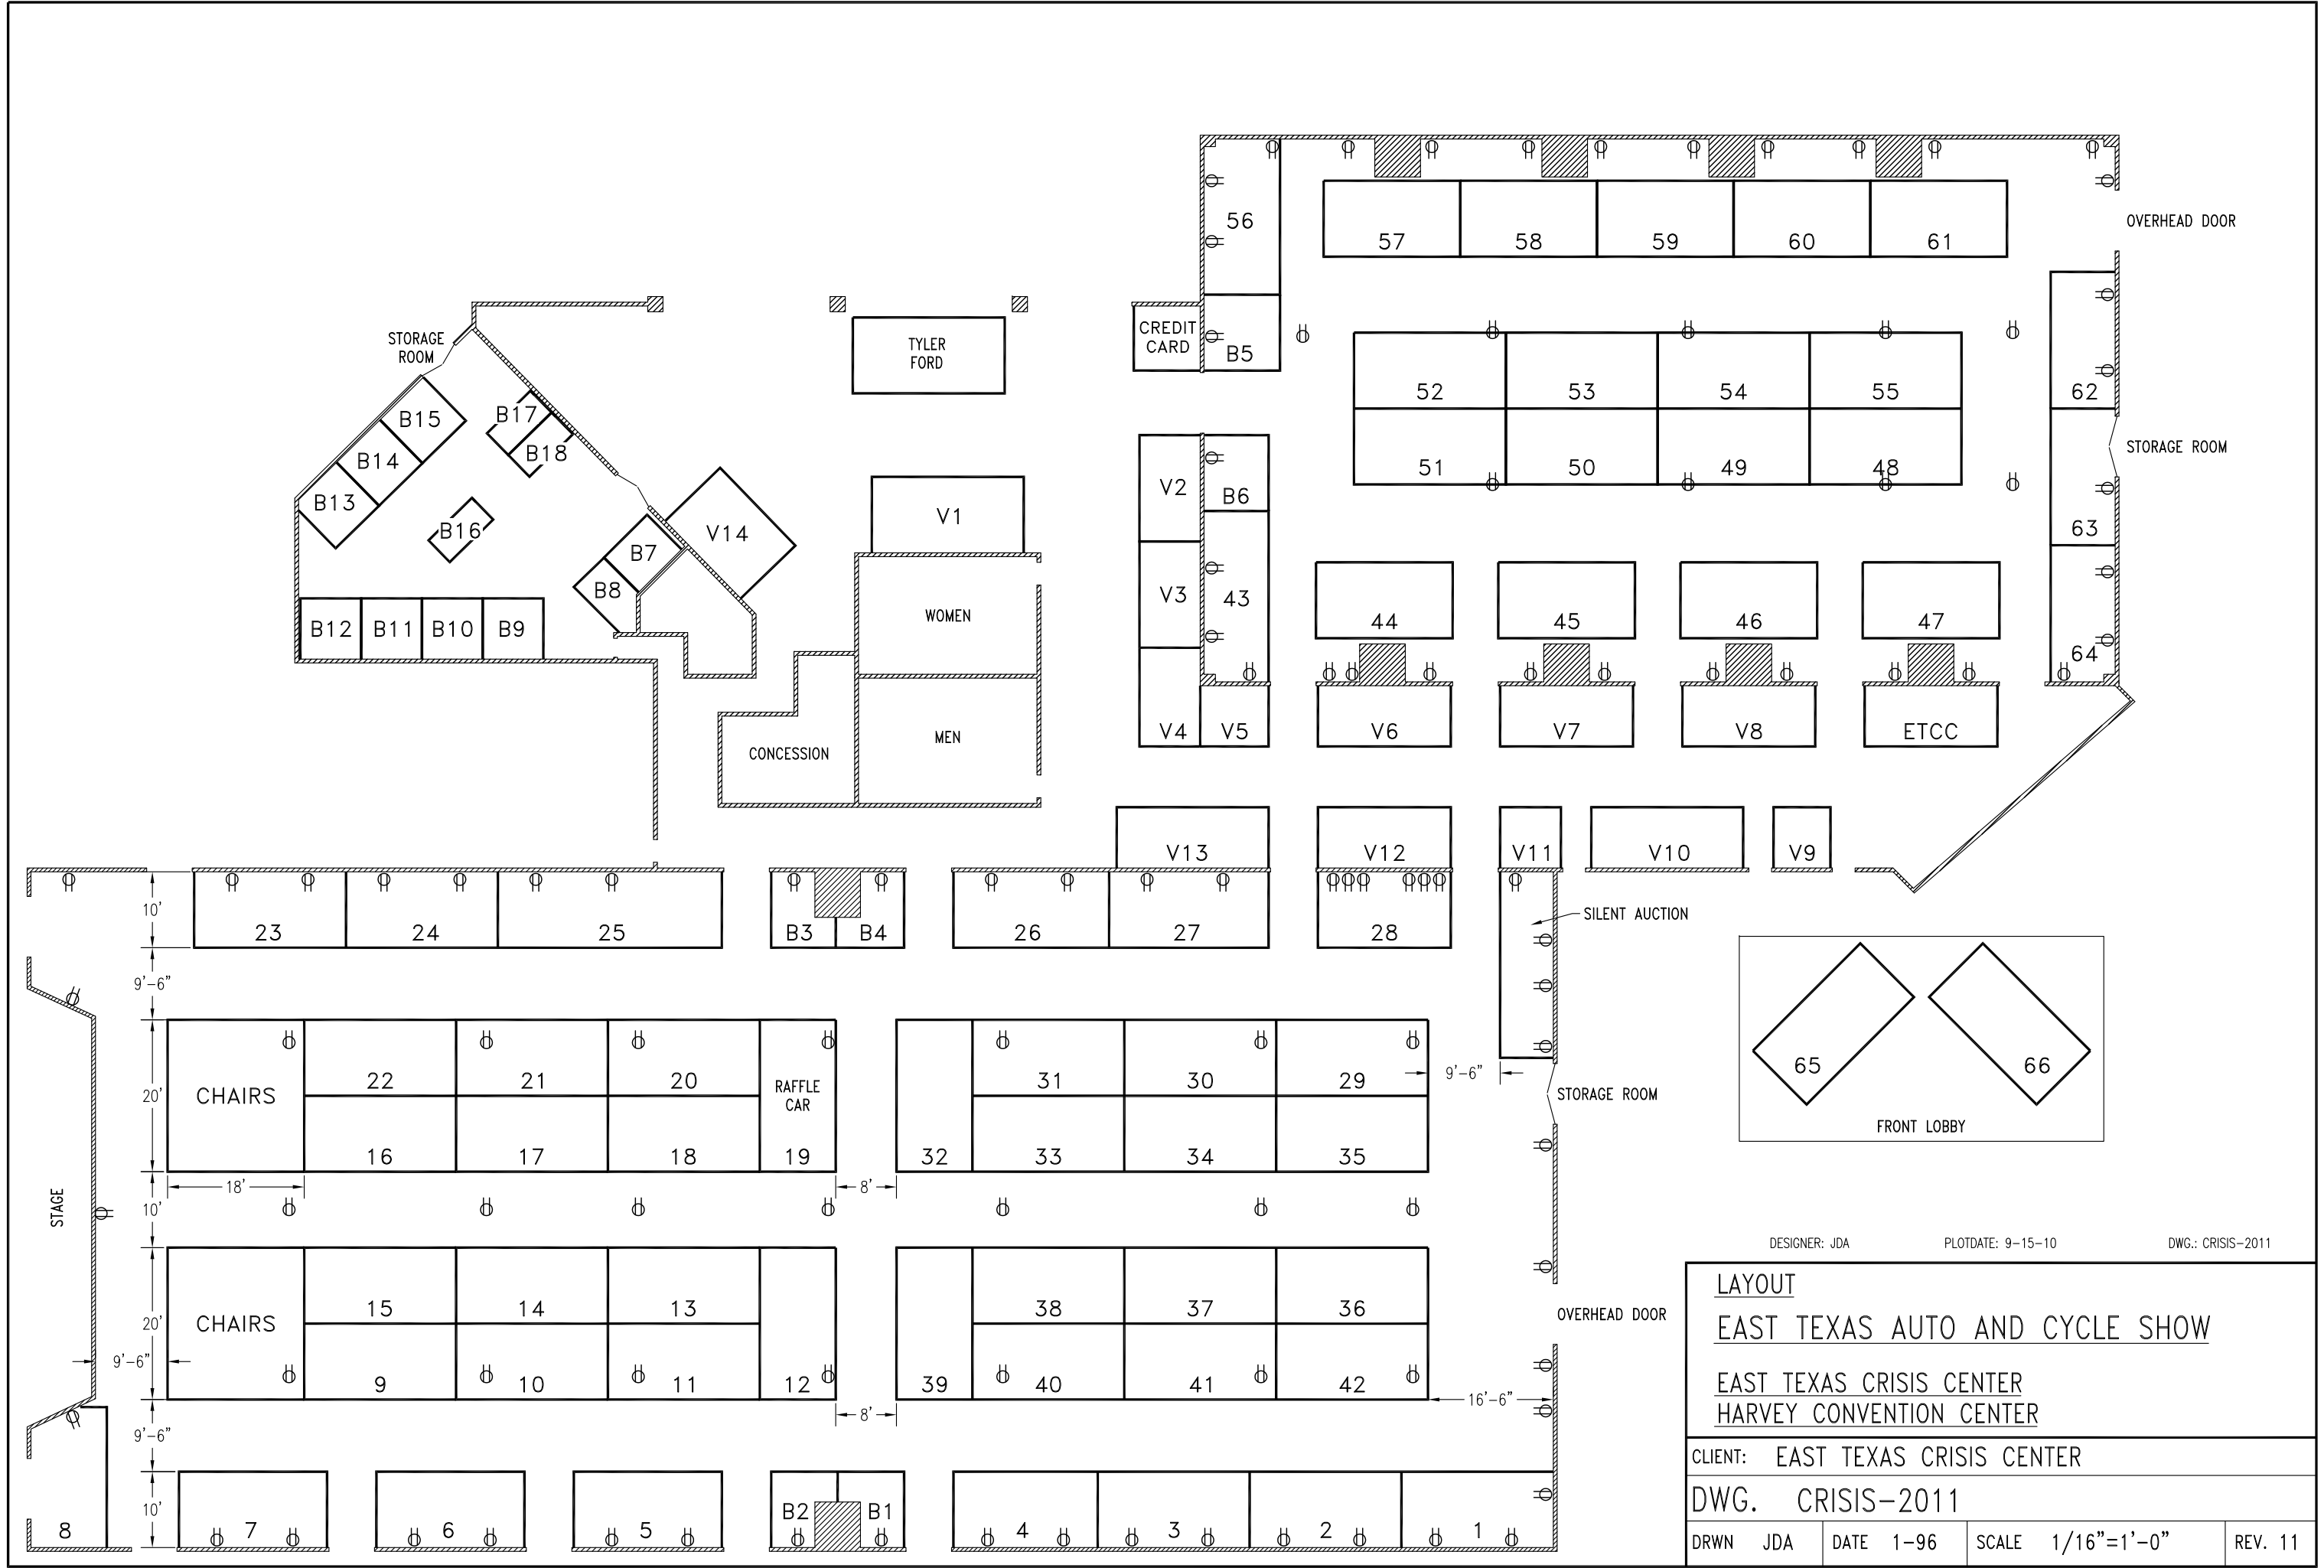 56
57
58
59
60
61
OVERHEAD DOOR
STORAGE
ROOM
TYLER
FORD
CREDIT
CARD
B5
52
53
54
55
62
B15
B17
B14
B18
B13
B16
51
50
49
48
STORAGE ROOM
V2
B6
V1
V14
B7
B8
63
V3
43
WOMEN
44
45
46
47
B12
B11
B10
B9
64
V4
V5
V6
V7
V8
ETCC
MEN
CONCESSION
V13
V12
V11
V10
V9
10'
23
24
25
B3
B4
26
27
28
SILENT AUCTION
9'-6"
CHAIRS
22
21
20
RAFFLE
CAR
31
30
29
9'-6"
20'
STORAGE ROOM
65
66
FRONT LOBBY
16
17
18
19
32
33
34
35
18'
8'
10'
STAGE
DESIGNER: JDA
PLOTDATE: 9-15-10
DWG.: CRISIS-2011
15
14
13
38
37
36
OVERHEAD DOOR
20'
CHAIRS
9'-6"
9
10
11
12
39
40
41
42
16'-6"
8'
9'-6"
10'
8
7
6
5
B2
B1
4
3
2
1
LAYOUT
EAST TEXAS AUTO AND CYCLE SHOW
EAST TEXAS CRISIS CENTER
HARVEY CONVENTION CENTER
CLIENT: EAST TEXAS CRISIS CENTER
DWG. CRISIS-2011
DRWN JDA DATE 1-96 SCALE 1/16"=1'-0" REV. 11